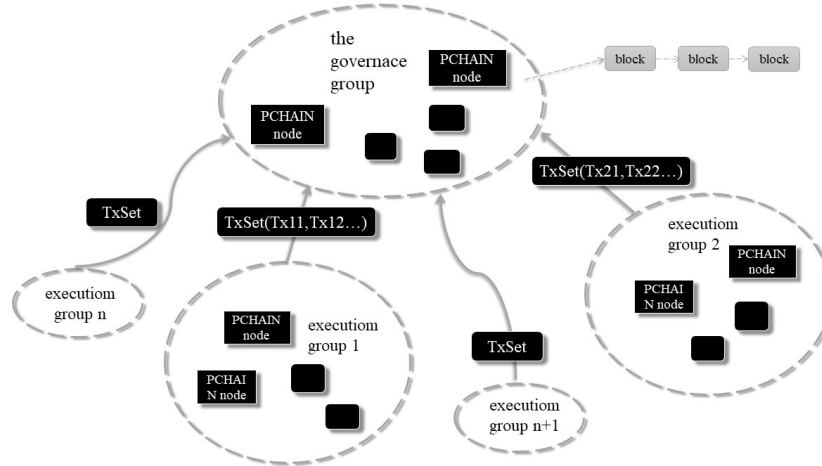 the
governace
group
PCHAIN
node
PCHAIN
node
block
block
block
TxSet
TxSet(Tx11,Tx12...)
TxSet(Tx21,Tx22...)
executiom
group n
executiom
group 1
PCHAIN
node
PCHAI
N node
TxSet
executiom
group n+1
executiom
group 2
PCHAIN
node
PCHAI
N node